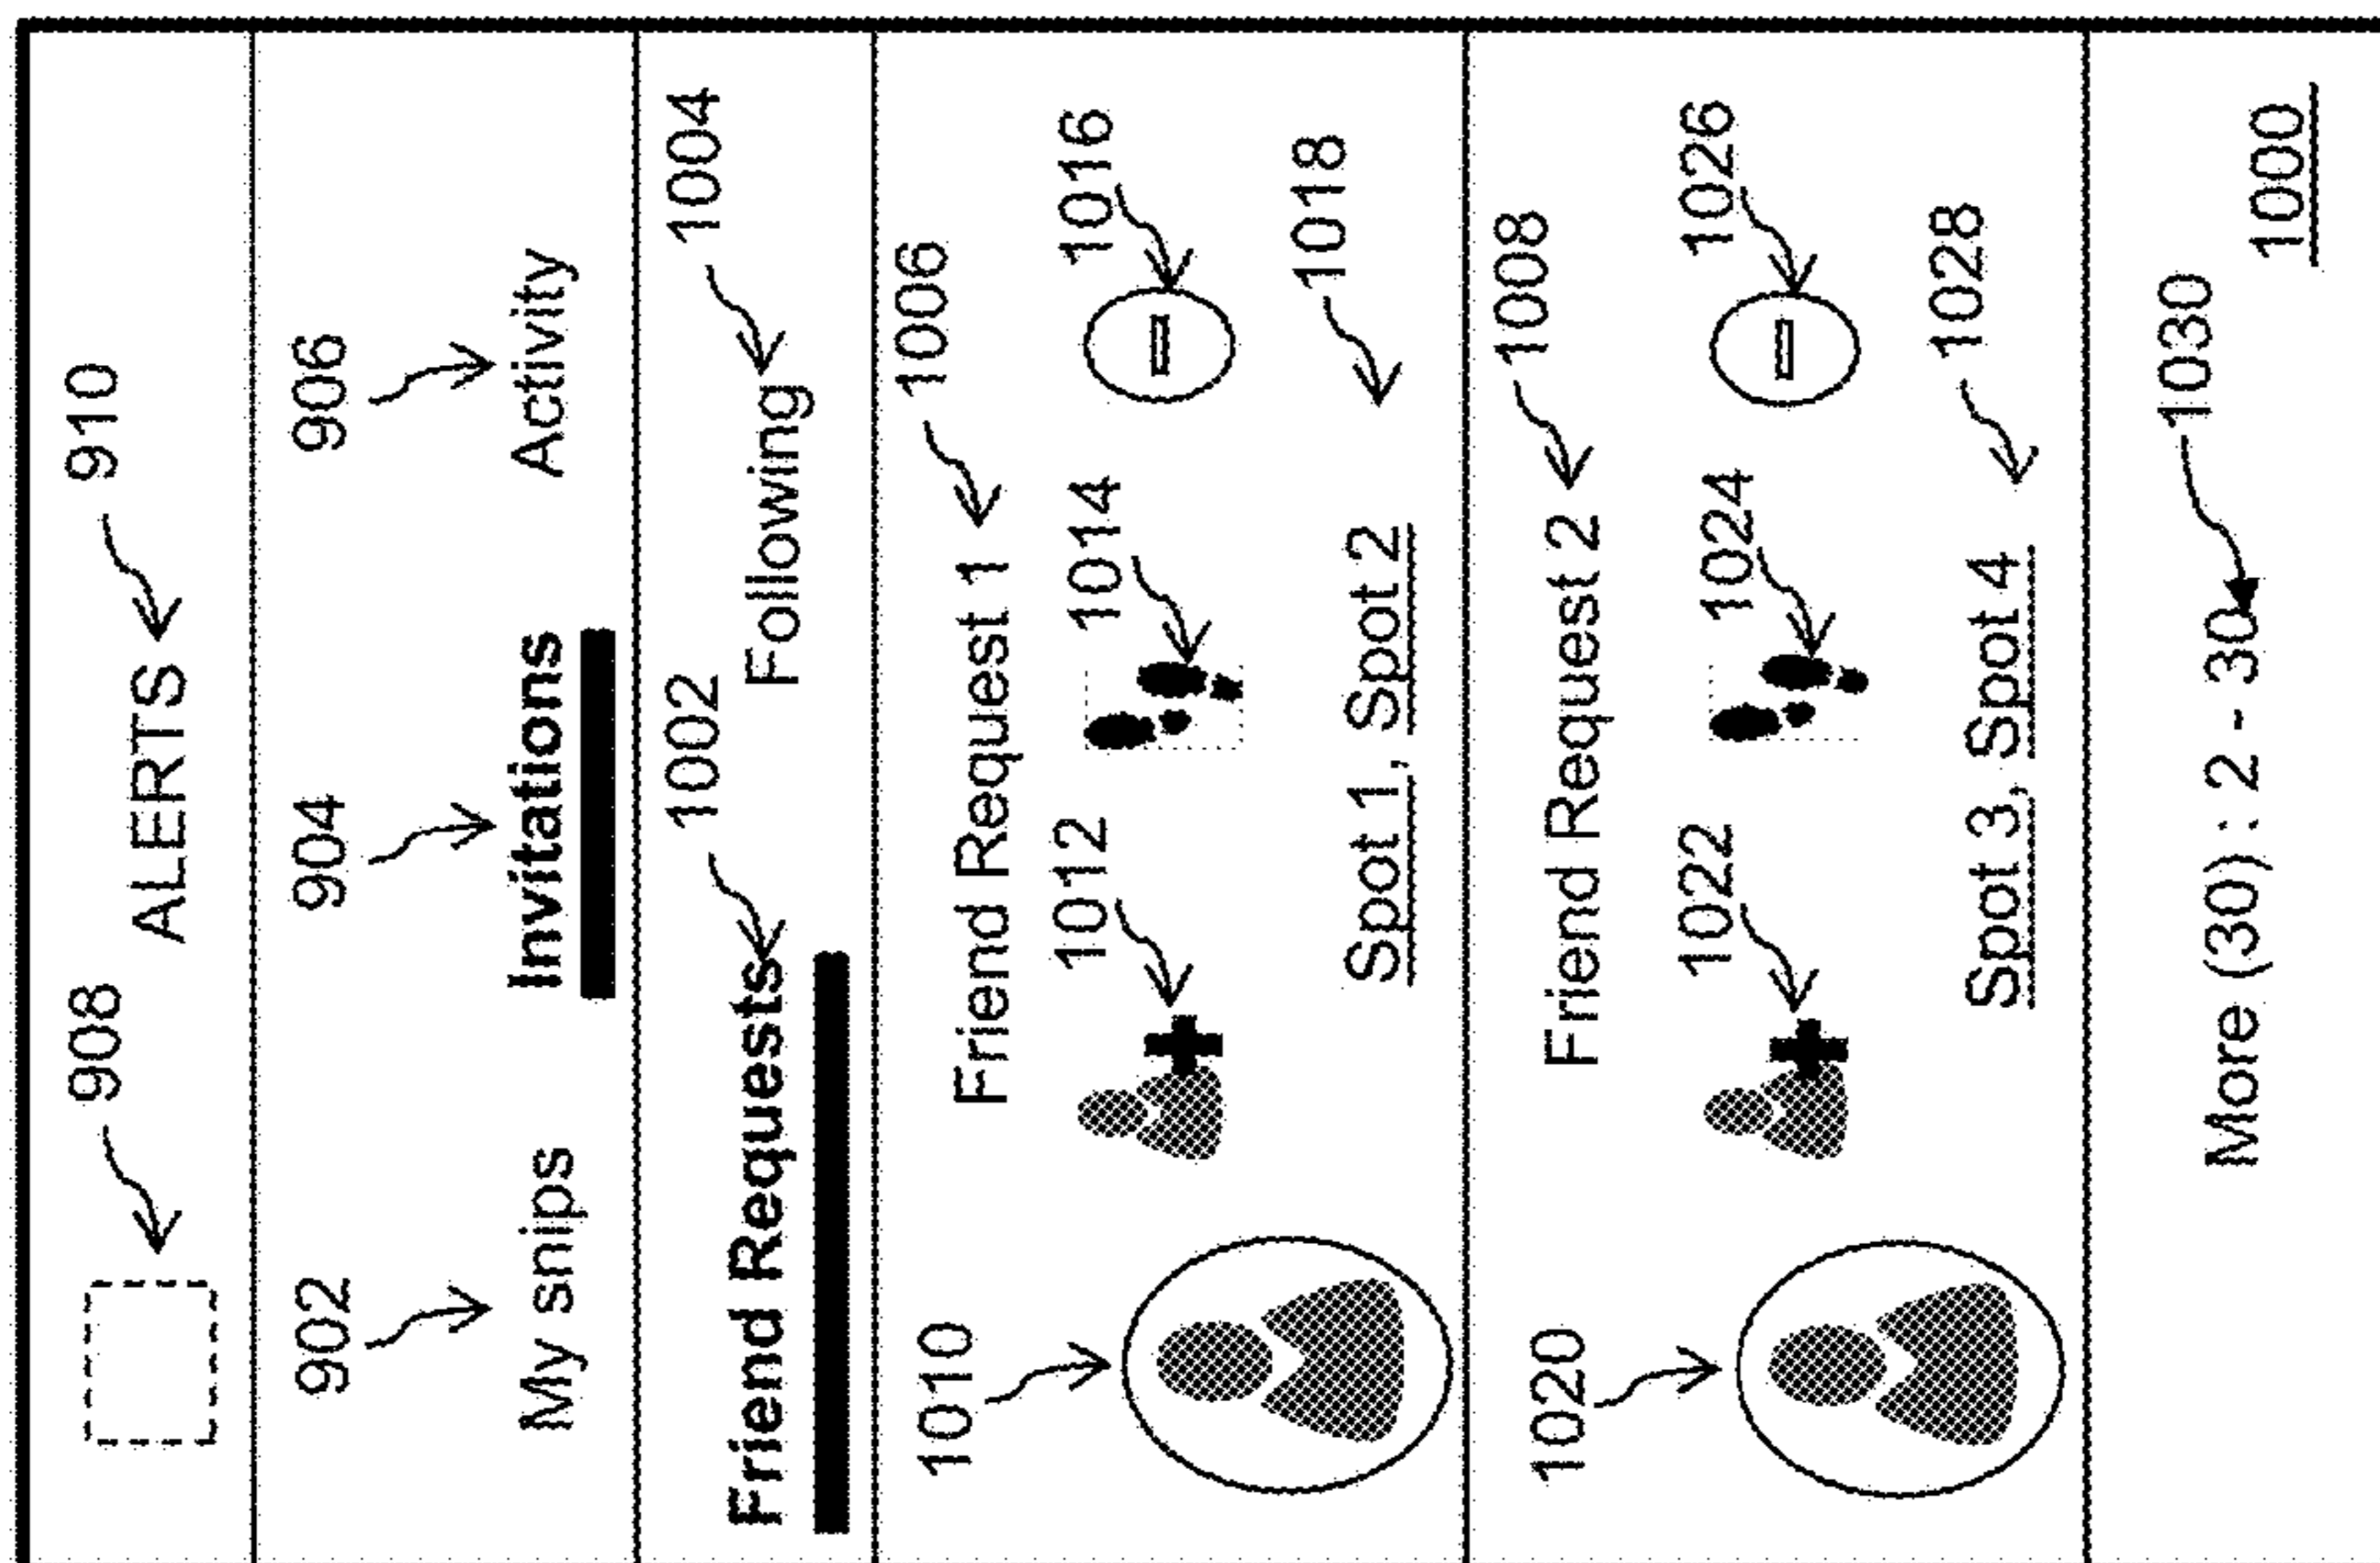 908 910
ALERTS
902 904 906
My snips Invitations Activity
1002 1004
Friend Requests Following
1010 1006
Friend Request 1
1012 1014 1016
1018
Spot 1, Spot 2
1020 1008
Friend Request 2
1022 1024 1026
1028
Spot 3, Spot 4
1030
More (30) : 2 - 30
1000